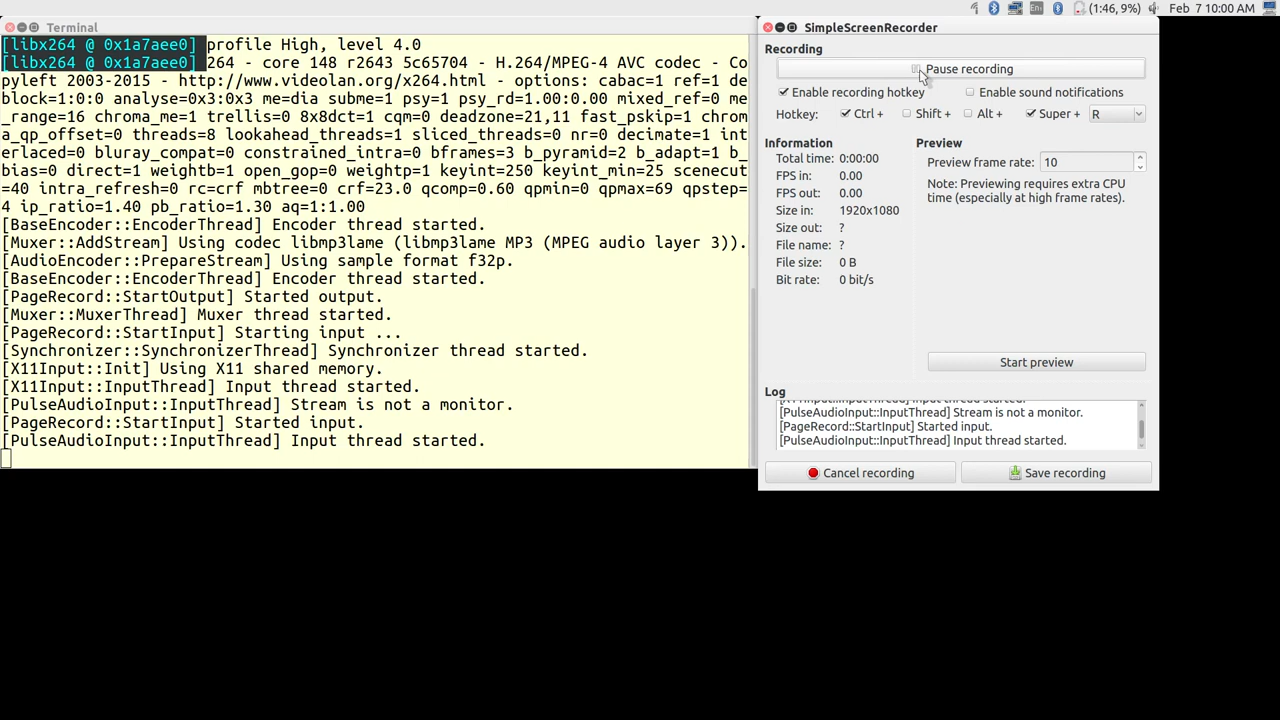 (1:46, 9%) Feb 7 10:00 AM
Terminal
[libx264 @ 0x1a7aee0] profile High, level 4.0
[libx264 @ 0x1a7aee0] 264 - core 148 r2643 5c65704 - H.264/MPEG-4 AVC codec - Co
pyleft 2003-2015 - http://www.videolan.org/x264.html - options: cabac=1 ref=1 de
block=1:0:0 analyse=0x3:0x3 me=dia subme=1 psy=1 psy_rd=1.00:0.00 mixed_ref=0 me
_range=16 chroma_me=1 trellis=0 8x8dct=1 cqm=0 deadzone=21,11 fast_pskip=1 chrom
a_qp_offset=0 threads=8 lookahead_threads=1 sliced_threads=0 nr=0 decimate=1 int
erlaced=0 bluray_compat=0 constrained_intra=0 bframes=3 b_pyramid=2 b_adapt=1 b_
bias=0 direct=1 weightb=1 open_gop=0 weightp=1 keyint=250 keyint_min=25 scenecut
=40 intra_refresh=0 rc=crf mbtree=0 crf=23.0 qcomp=0.60 qpmin=0 qpmax=69 qpstep=
4 ip_ratio=1.40 pb_ratio=1.30 aq=1:1.00
[BaseEncoder::EncoderThread] Encoder thread started.
[Muxer::AddStream] Using codec libmp3lame (libmp3lame MP3 (MPEG audio layer 3)).
[AudioEncoder::PrepareStream] Using sample format f32p.
[BaseEncoder::EncoderThread] Encoder thread started.
[PageRecord::StartOutput] Started output.
[Muxer::MuxerThread] Muxer thread started.
[PageRecord::StartInput] Starting input ...
[Synchronizer::SynchronizerThread] Synchronizer thread started.
[X11Input::Init] Using X11 shared memory.
[X11Input::InputThread] Input thread started.
[PulseAudioInput::InputThread] Stream is not a monitor.
[PageRecord::StartInput] Started input.
[PulseAudioInput::InputThread] Input thread started.
SimpleScreenRecorder
Recording
Pause recording
Enable recording hotkey Enable sound notifications
Hotkey: Ctrl + Shift + Alt + Super + R
Information
Total time: 0:00:00
FPS in: 0.00
FPS out: 0.00
Size in: 1920x1080
Size out: ?
File name: ?
File size: 0 B
Bit rate: 0 bit/s
Preview
Preview frame rate: 10
Note: Previewing requires extra CPU
time (especially at high frame rates).
Start preview
Log
[X11Input::InputThread] Input thread started.
[PulseAudioInput::InputThread] Stream is not a monitor.
[PageRecord::StartInput] Started input.
[PulseAudioInput::InputThread] Input thread started.
Cancel recording Save recording